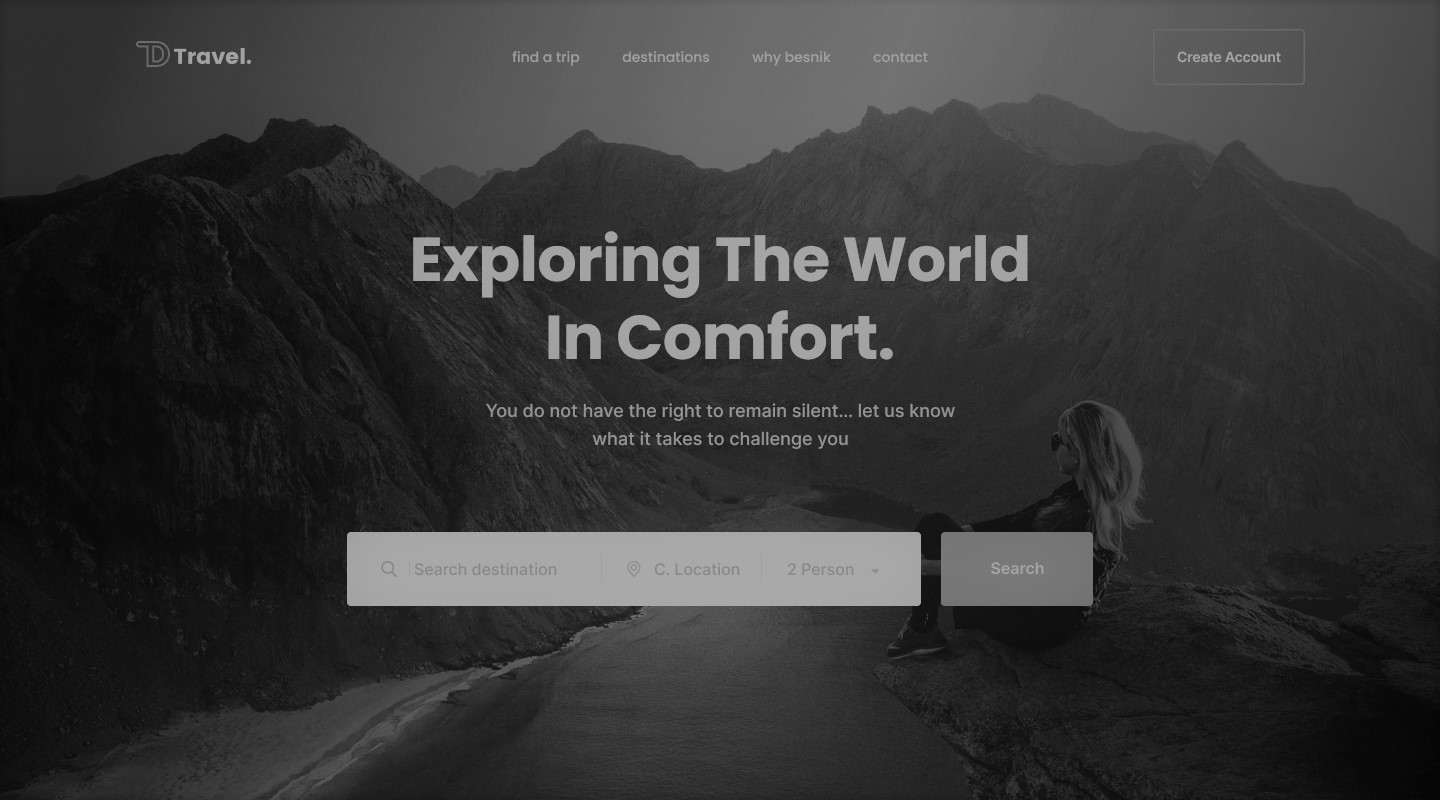 Travel.
find a trip
destinations
why besnik
contact
Create Account
Exploring The World
In Comfort.
You do not have the right to remain silent... let us know
what it takes to challenge you
Search destination
C. Location
2 Person
Search